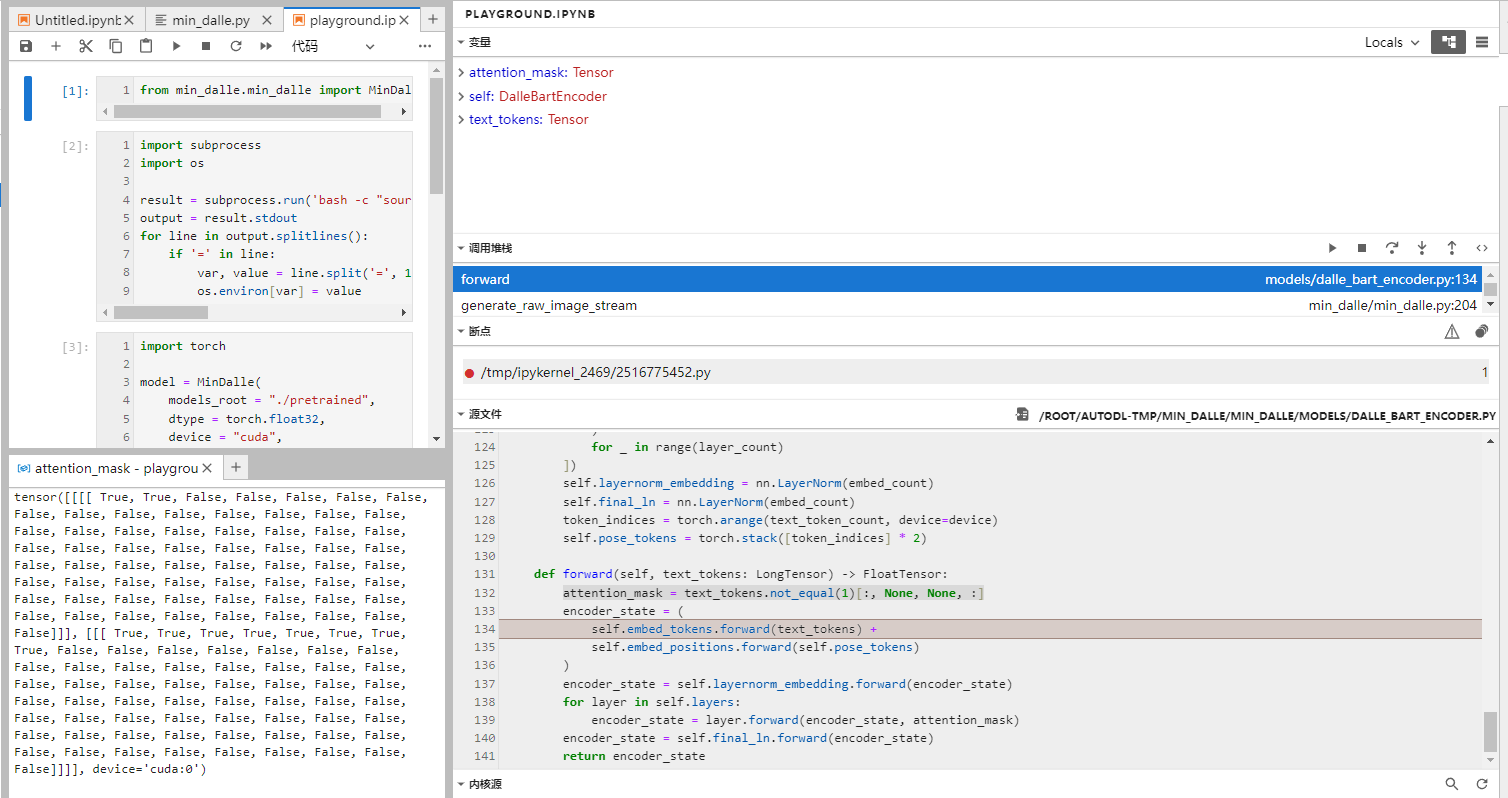 Untitled.ipynb
min_dalle.py
playground.ip
代码
[1]:
1 from min_dalle.min_dalle import MinDal
[2]:
1 import subprocess
2 import os
3
4 result = subprocess.run('bash -c "sour
5 output = result.stdout
6 for line in output.splitlines():
7 if '=' in line:
8 var, value = line.split('=', 1
9 os.environ[var] = value
[3]:
1 import torch
2
3 model = MinDalle(
4 models_root = "./pretrained",
5 dtype = torch.float32,
6 device = "cuda",
attention_mask - playgrou
tensor([[[[ True, True, False, False, False, False, False,
False, False, False, False, False, False, False, False,
False, False, False, False, False, False, False, False,
False, False, False, False, False, False, False, False,
False, False, False, False, False, False, False, False,
False, False, False, False, False, False, False, False,
False, False, False, False, False, False, False, False,
False, False, False, False, False, False, False, False,
False]]], [[[ True, True, True, True, True, True, True,
True, False, False, False, False, False, False, False,
False, False, False, False, False, False, False, False,
False, False, False, False, False, False, False, False,
False, False, False, False, False, False, False, False,
False, False, False, False, False, False, False, False,
False, False, False, False, False, False, False, False,
False, False, False, False, False, False, False, False,
False]]]], device='cuda:0')
PLAYGROUND.IPYNB
变量
Locals
attention_mask: Tensor
self: DalleBartEncoder
text_tokens: Tensor
调用堆栈
forward models/dalle_bart_encoder.py:134
generate_raw_image_stream min_dalle/min_dalle.py:204
断点
/tmp/ipykernel_2469/2516775452.py 1
源文件
/ROOT/AUTODL-TMP/MIN_DALLE/MIN_DALLE/MODELS/DALLE_BART_ENCODER.PY
124 for _ in range(layer_count)
125 ])
126 self.layernorm_embedding = nn.LayerNorm(embed_count)
127 self.final_ln = nn.LayerNorm(embed_count)
128 token_indices = torch.arange(text_token_count, device=device)
129 self.pose_tokens = torch.stack([token_indices] * 2)
130
131 def forward(self, text_tokens: LongTensor) -> FloatTensor:
132 attention_mask = text_tokens.not_equal(1)[:, None, None, :]
133 encoder_state = (
134 self.embed_tokens.forward(text_tokens) +
135 self.embed_positions.forward(self.pose_tokens)
136 )
137 encoder_state = self.layernorm_embedding.forward(encoder_state)
138 for layer in self.layers:
139 encoder_state = layer.forward(encoder_state, attention_mask)
140 encoder_state = self.final_ln.forward(encoder_state)
141 return encoder_state
内核源